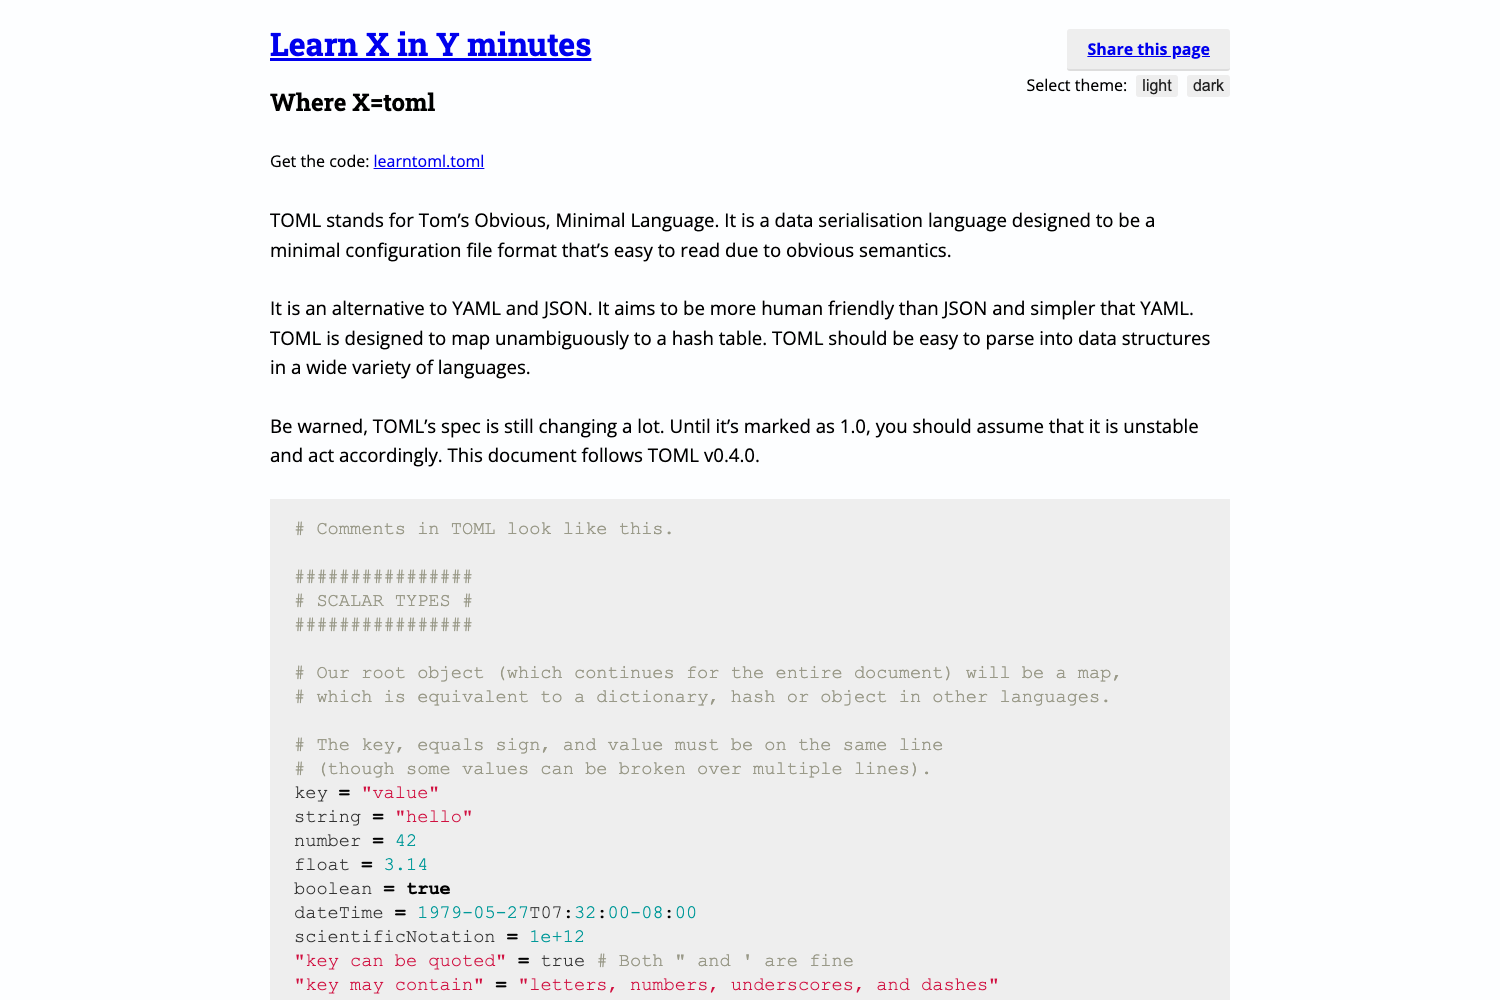 Learn X in Y minutes
Share this page
Select theme: light dark
Where X=toml
Get the code: learntoml.toml
TOML stands for Tom’s Obvious, Minimal Language. It is a data serialisation language designed to be a
minimal configuration file format that’s easy to read due to obvious semantics.
It is an alternative to YAML and JSON. It aims to be more human friendly than JSON and simpler that YAML.
TOML is designed to map unambiguously to a hash table. TOML should be easy to parse into data structures
in a wide variety of languages.
Be warned, TOML’s spec is still changing a lot. Until it’s marked as 1.0, you should assume that it is unstable
and act accordingly. This document follows TOML v0.4.0.
# Comments in TOML look like this.
################
# SCALAR TYPES #
################
# Our root object (which continues for the entire document) will be a map,
# which is equivalent to a dictionary, hash or object in other languages.
# The key, equals sign, and value must be on the same line
# (though some values can be broken over multiple lines).
key = "value"
string = "hello"
number = 42
float = 3.14
boolean = true
dateTime = 1979-05-27T07:32:00-08:00
scientificNotation = 1e+12
"key can be quoted" = true # Both " and ' are fine
"key may contain" = "letters, numbers, underscores, and dashes"